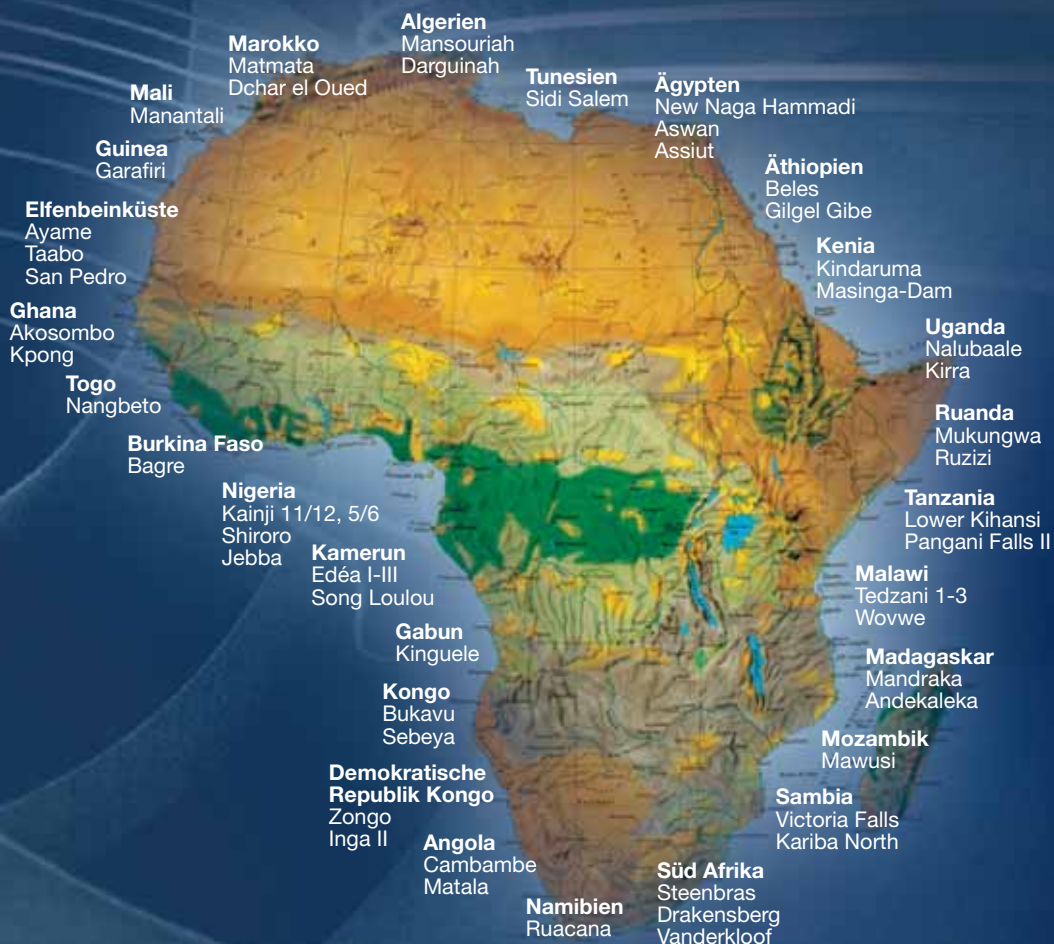 Algerien
Mansouriah
Darguinah
Marokko
Matmata
Dchar el Oued
Tunesien
Sidi Salem
Ägypten
New Naga Hammadi
Aswan
Assiut
Mali
Manantali
Guinea
Garafiri
Äthiopien
Beles
Gilgel Gibe
Elfenbeinküste
Ayame
Taabo
San Pedro
Kenia
Kindaruma
Masinga-Dam
Ghana
Akosombo
Kpong
Uganda
Nalubaale
Kirra
Togo
Nangbeto
Ruanda
Mukungwa
Ruzizi
Burkina Faso
Bagre
Nigeria
Kainji 11/12, 5/6
Shiroro
Jebba
Tanzania
Lower Kihansi
Pangani Falls II
Kamerun
Edéa I-III
Song Loulou
Malawi
Tedzani 1-3
Wovwe
Gabun
Kinguele
Madagaskar
Mandraka
Andekaleka
Kongo
Bukavu
Sebeya
Mozambik
Mawusi
Demokratische
Republik Kongo
Zongo
Inga II
Sambia
Victoria Falls
Kariba North
Angola
Cambambe
Matala
Süd Afrika
Steenbras
Drakensberg
Vanderkloof
Namibien
Ruacana